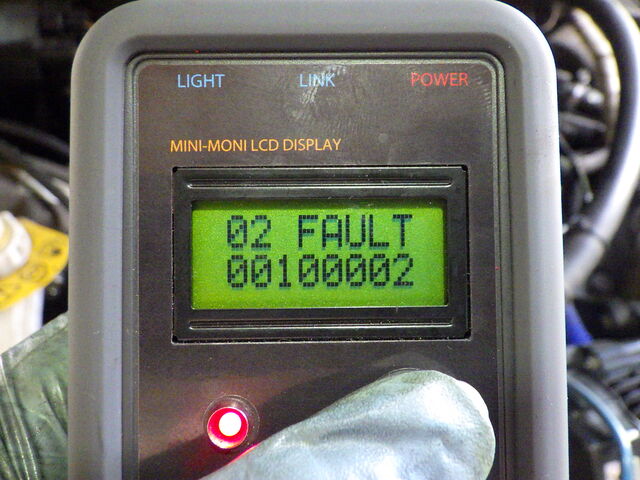 LIGHT LINK POWER
MINI-MONI LCD DISPLAY
02 FAULT
00100002